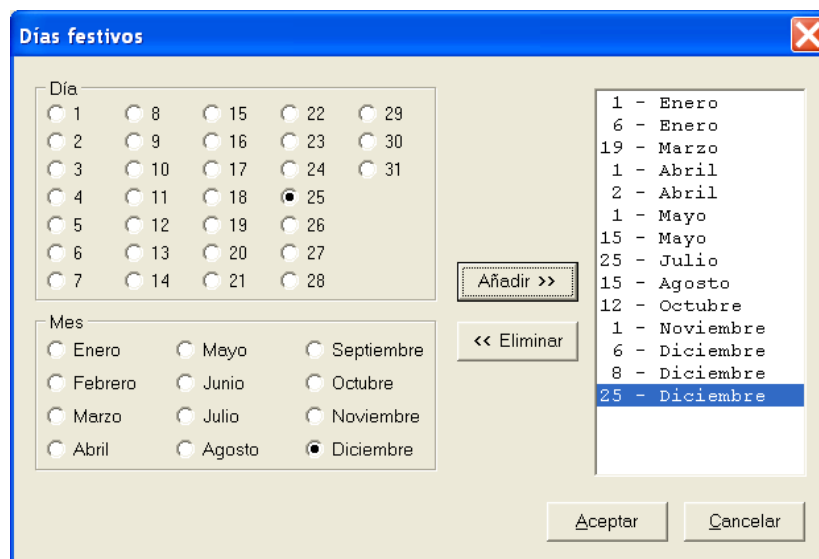 Días festivos
Día
1 8 15 22 29
2 9 16 23 30
3 10 17 24 31
4 11 18 25
5 12 19 26
6 13 20 27
7 14 21 28
Mes
Enero Mayo Septiembre
Febrero Junio Octubre
Marzo Julio Noviembre
Abril Agosto Diciembre
Añadir >>
<< Eliminar
1 - Enero
6 - Enero
19 - Marzo
1 - Abril
2 - Abril
1 - Mayo
15 - Mayo
25 - Julio
15 - Agosto
12 - Octubre
1 - Noviembre
6 - Diciembre
8 - Diciembre
25 - Diciembre
Aceptar Cancelar